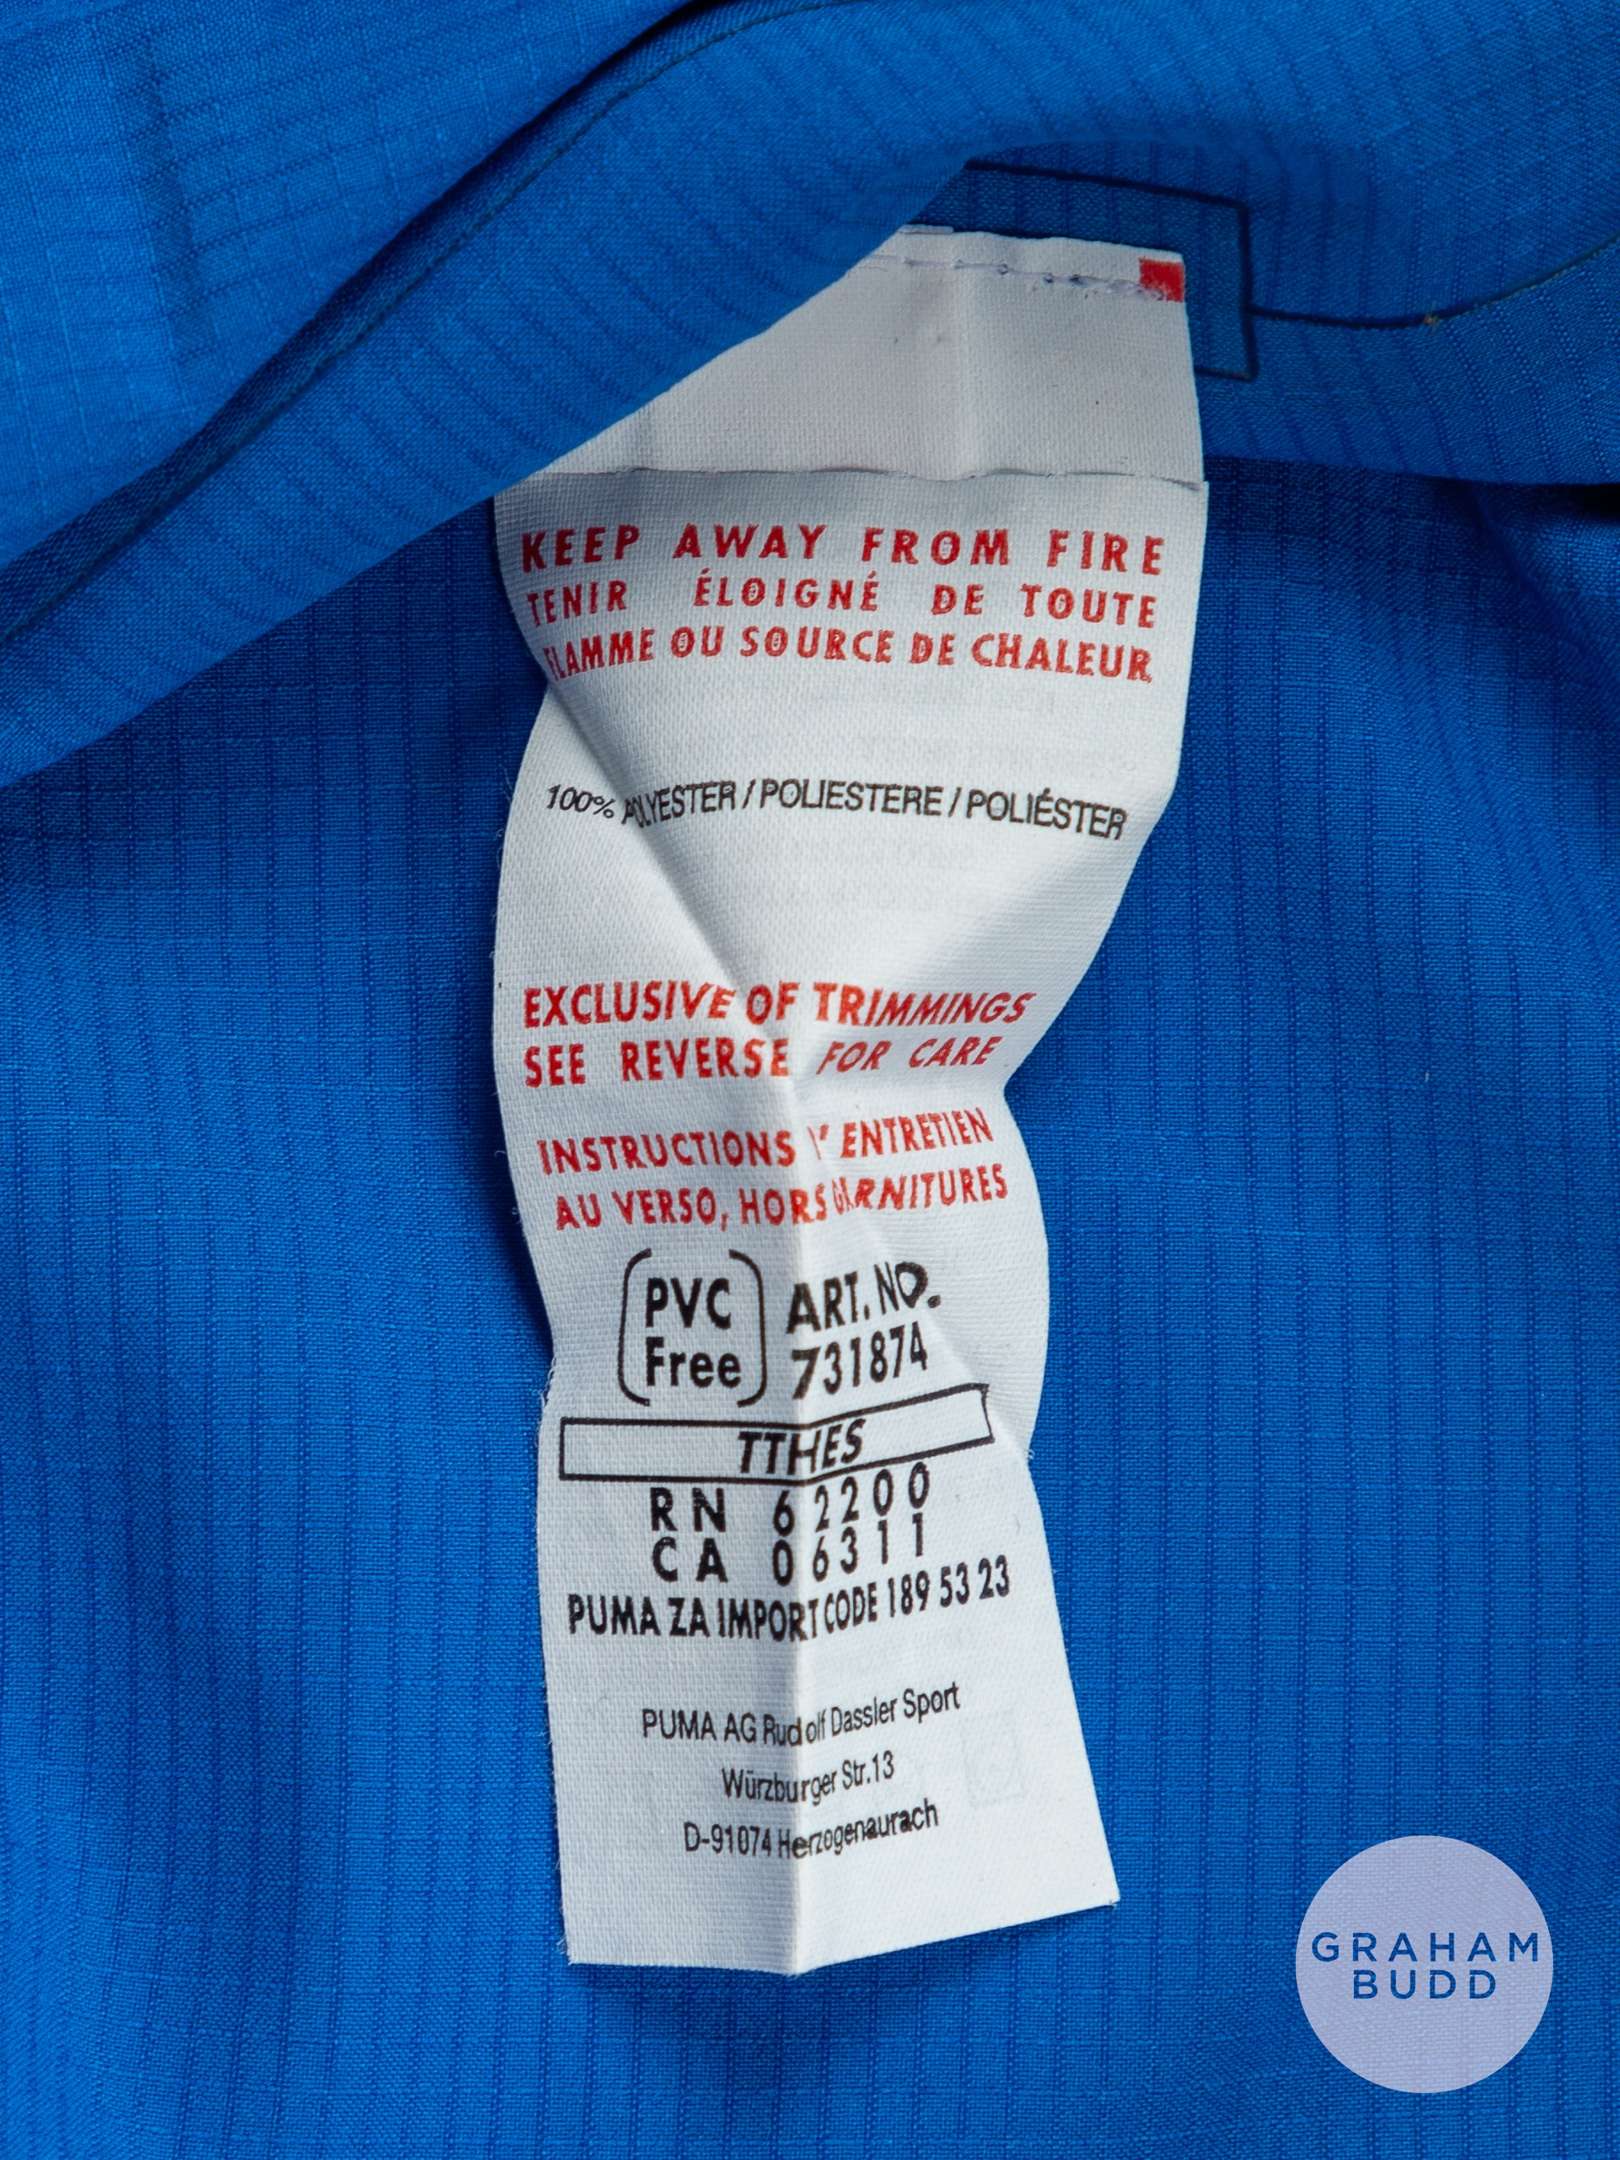 KEEP AWAY FROM FIRE
TENIR ÉLOIGNÉ DE TOUTE
FLAMME OU SOURCE DE CHALEUR
100% POLYESTER / POLIESTERE / POLIÉSTER
EXCLUSIVE OF TRIMMINGS
SEE REVERSE FOR CARE
INSTRUCTIONS D' ENTRETIEN
AU VERSO, HORS GARNITURES
PVC
Free
ART. NO.
731874
TTHES
RN 62200
CA 06311
PUMA ZA IMPORT CODE 189 53 23
PUMA AG Rudolf Dassler Sport
Würzburger Str.13
D-91074 Herzogenaurach
GRAHAM
BUDD